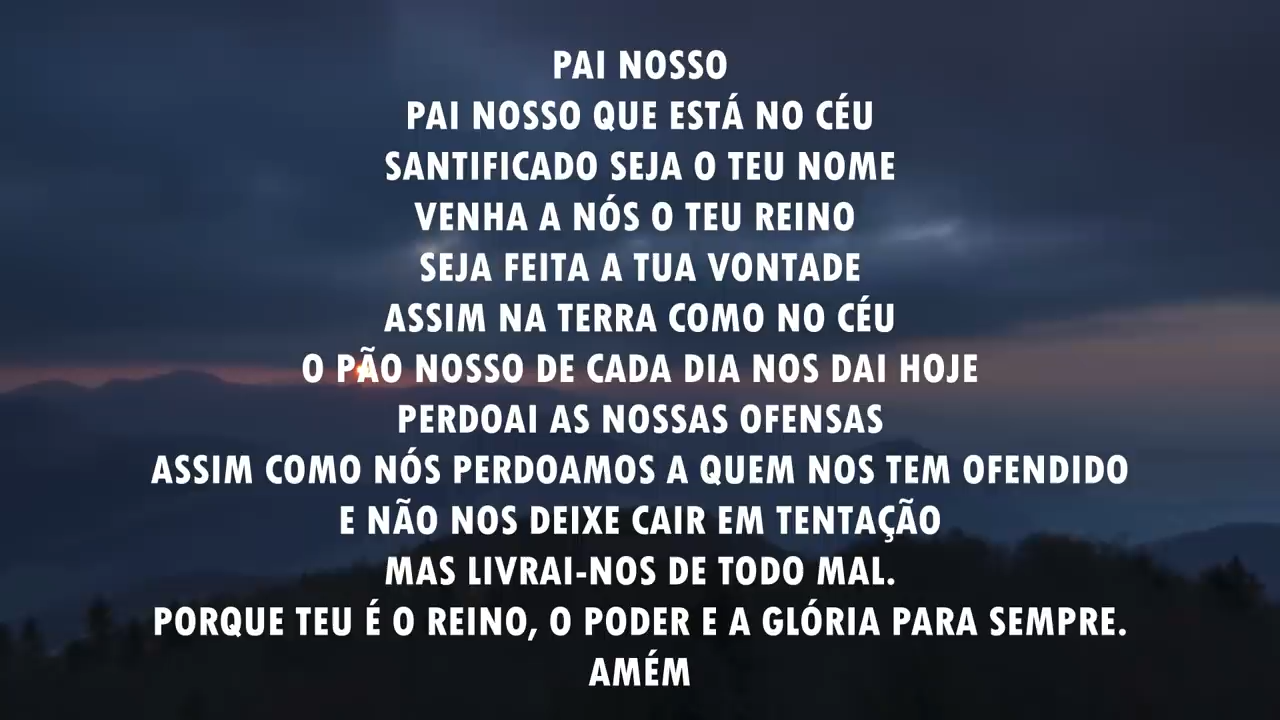 PAI NOSSO
PAI NOSSO QUE ESTÁ NO CÉU
SANTIFICADO SEJA O TEU NOME
VENHA A NÓS O TEU REINO
SEJA FEITA A TUA VONTADE
ASSIM NA TERRA COMO NO CÉU
O PÃO NOSSO DE CADA DIA NOS DAI HOJE
PERDOAI AS NOSSAS OFENSAS
ASSIM COMO NÓS PERDOAMOS A QUEM NOS TEM OFENDIDO
E NÃO NOS DEIXE CAIR EM TENTAÇÃO
MAS LIVRAI-NOS DE TODO MAL.
PORQUE TEU É O REINO, O PODER E A GLÓRIA PARA SEMPRE.
AMÉM